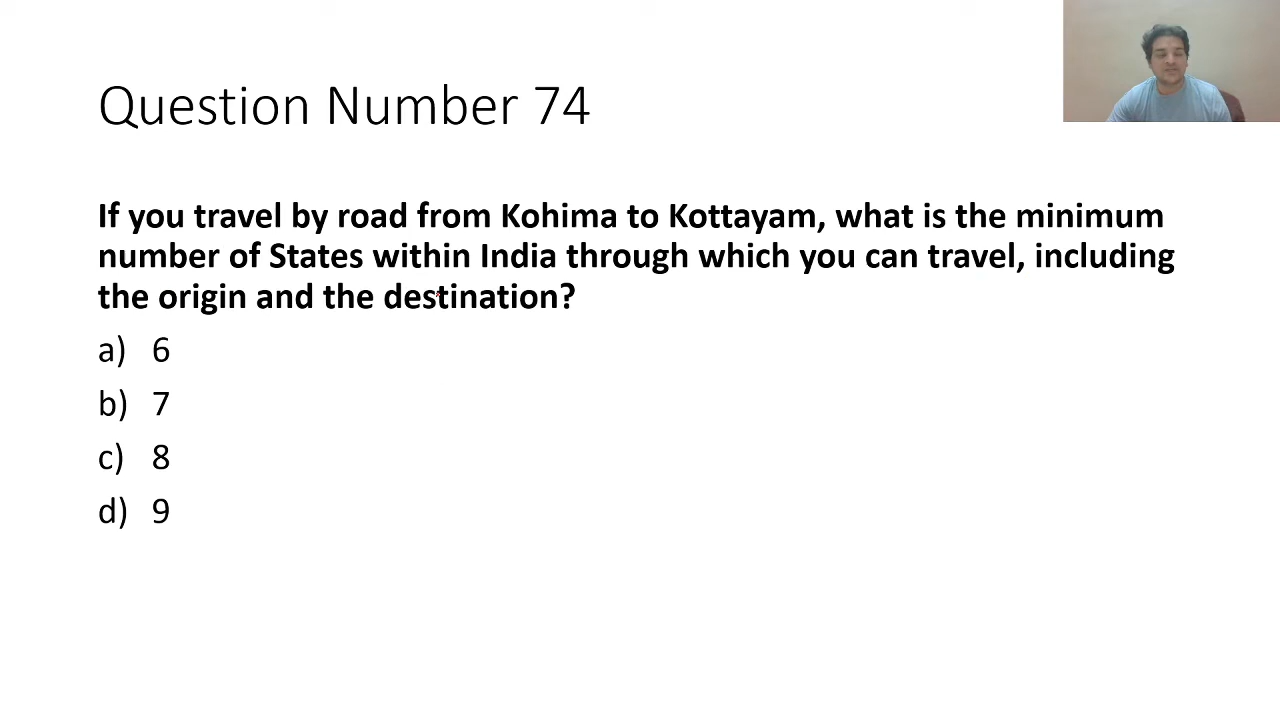 Question Number 74
If you travel by road from Kohima to Kottayam, what is the minimum
number of States within India through which you can travel, including
the origin and the destination?
a) 6
b) 7
c) 8
d) 9